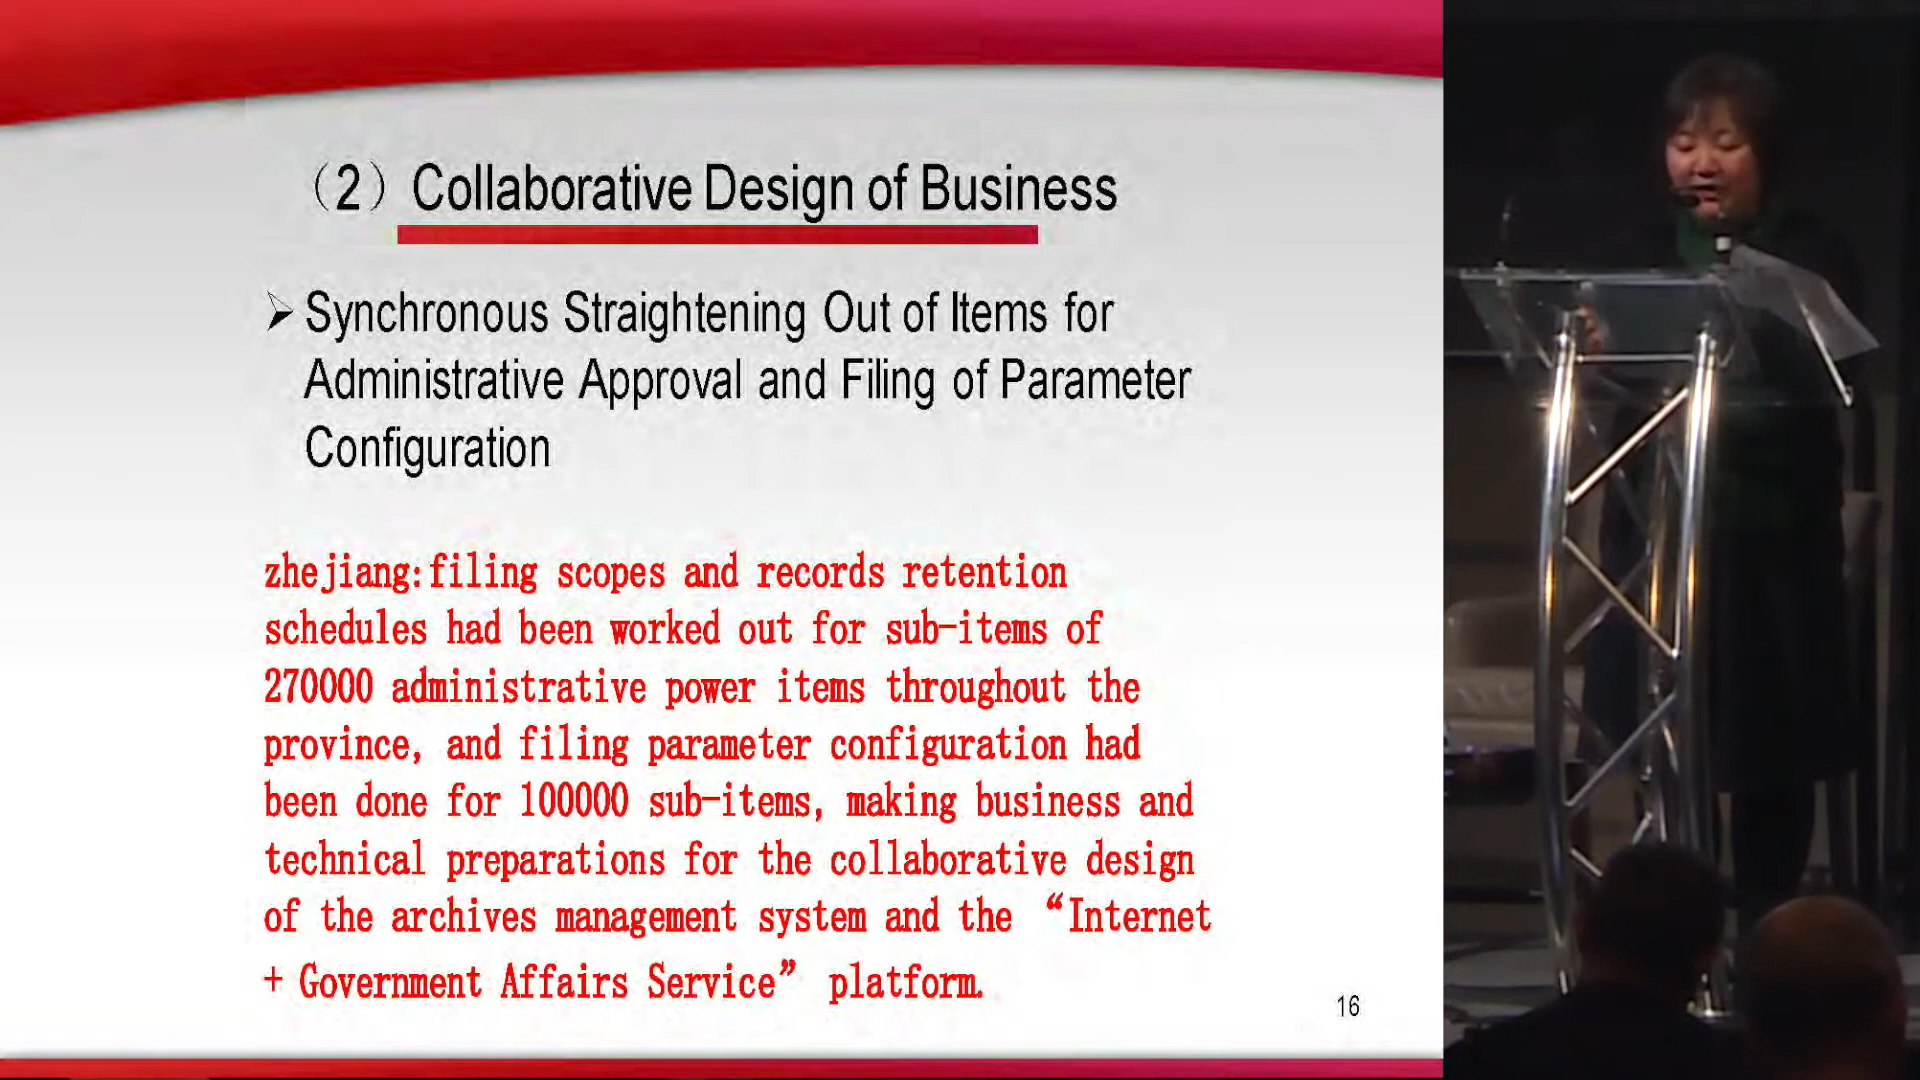 （2）Collaborative Design of Business
Synchronous Straightening Out of Items for
Administrative Approval and Filing of Parameter
Configuration
zhejiang:filing scopes and records retention
schedules had been worked out for sub-items of
270000 administrative power items throughout the
province, and filing parameter configuration had
been done for 100000 sub-items, making business and
technical preparations for the collaborative design
of the archives management system and the “Internet
+ Government Affairs Service” platform.
16